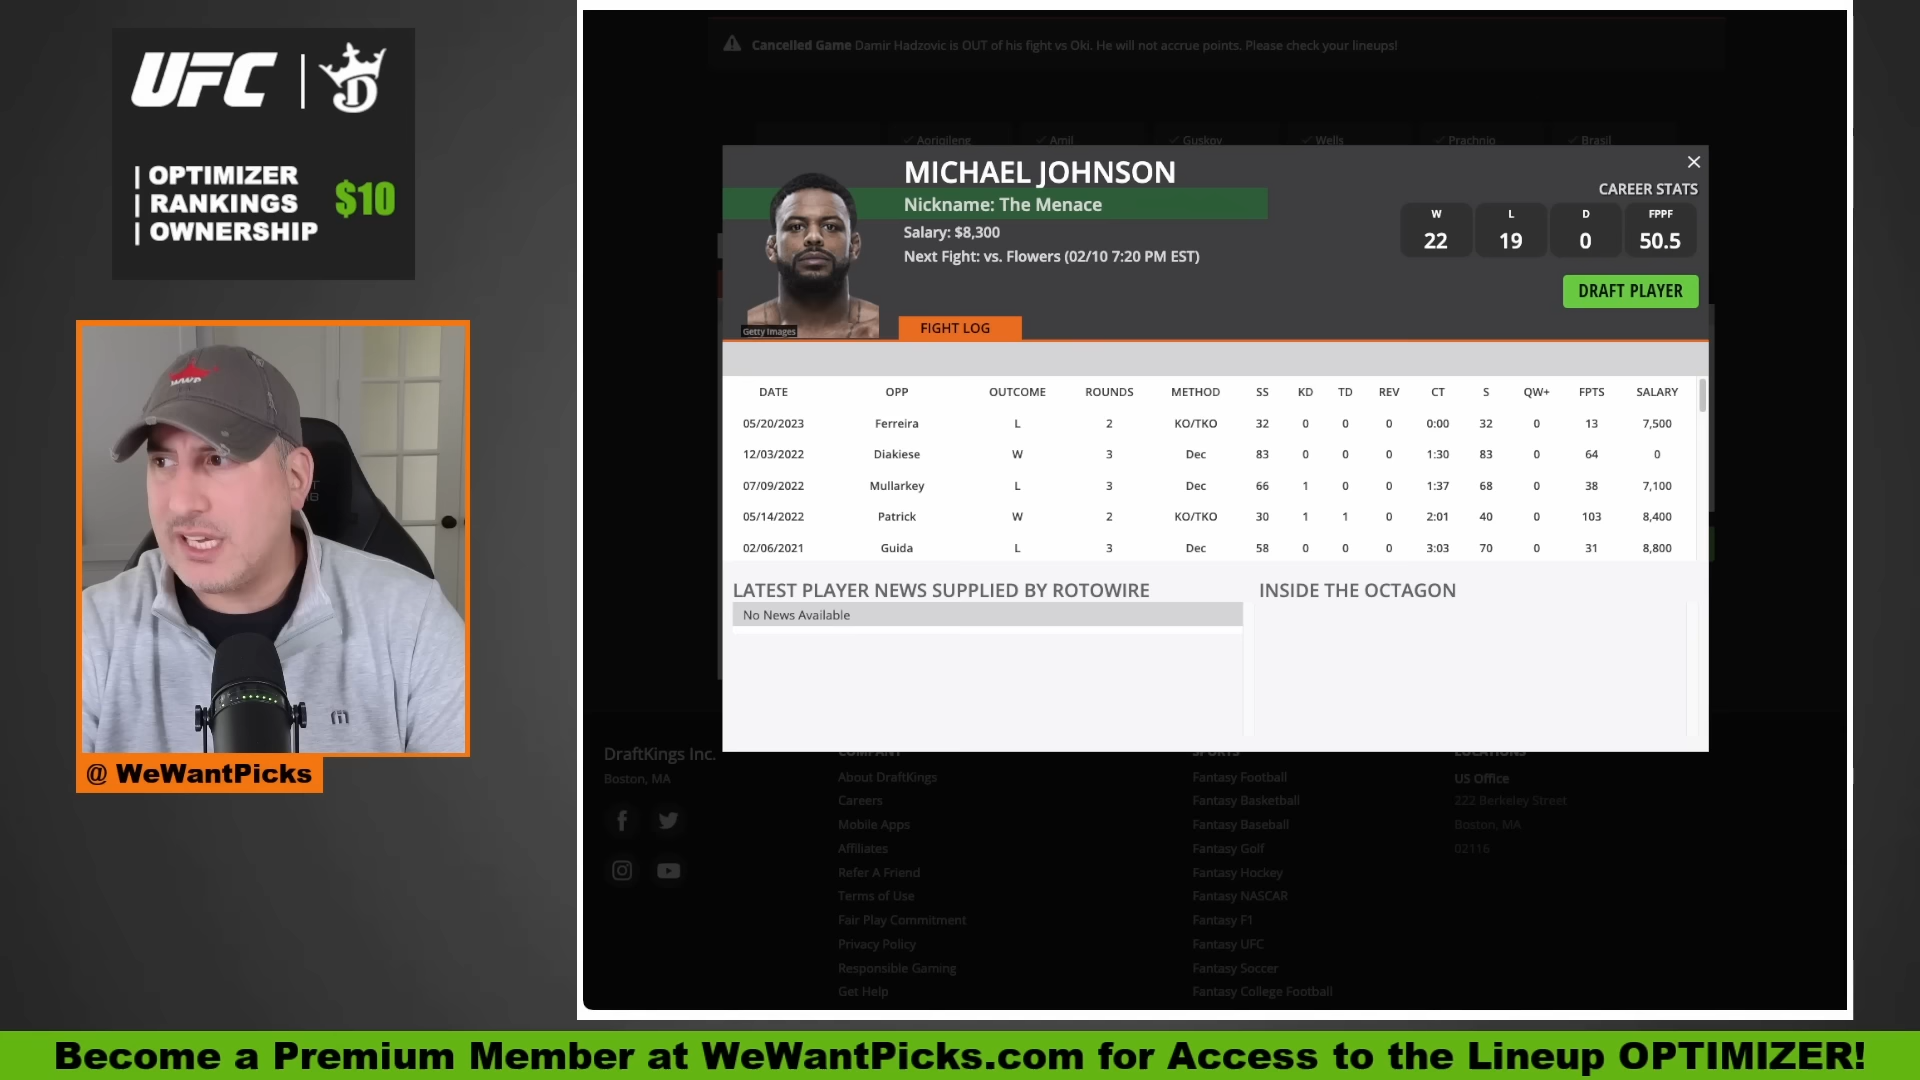 UFC
OPTIMIZER
RANKINGS
OWNERSHIP
$10
WWP
@ WeWantPicks
Cancelled Game Damir Hadzovic is OUT of his fight vs Oki. He will not accrue points. Please check your lineups!
Aoriqileng Amil Guskov Wells Prachnio Brasil
MICHAEL JOHNSON
Nickname: The Menace
Salary: $8,300
Next Fight: vs. Flowers (02/10 7:20 PM EST)
CAREER STATS
W L D FPPF
22 19 0 50.5
DRAFT PLAYER
Getty Images
FIGHT LOG
DATE OPP OUTCOME ROUNDS METHOD SS KD TD REV CT S QW+ FPTS SALARY
05/20/2023 Ferreira L 2 KO/TKO 32 0 0 0 0:00 32 0 13 7,500
12/03/2022 Diakiese W 3 Dec 83 0 0 0 1:30 83 0 64 0
07/09/2022 Mullarkey L 3 Dec 66 1 0 0 1:37 68 0 38 7,100
05/14/2022 Patrick W 2 KO/TKO 30 1 1 0 2:01 40 0 103 8,400
02/06/2021 Guida L 3 Dec 58 0 0 0 3:03 70 0 31 8,800
LATEST PLAYER NEWS SUPPLIED BY ROTOWIRE
No News Available
INSIDE THE OCTAGON
DraftKings Inc.
Boston, MA
COMPANY
About DraftKings
Careers
Mobile Apps
Affiliates
Refer A Friend
Terms of Use
Fair Play Commitment
Privacy Policy
Responsible Gaming
Get Help
SPORTS
Fantasy Football
Fantasy Basketball
Fantasy Baseball
Fantasy Golf
Fantasy Hockey
Fantasy NASCAR
Fantasy F1
Fantasy UFC
Fantasy Soccer
Fantasy College Football
LOCATIONS
US Office
222 Berkeley Street
Boston, MA
02116
Become a Premium Member at WeWantPicks.com for Access to the Lineup OPTIMIZER!